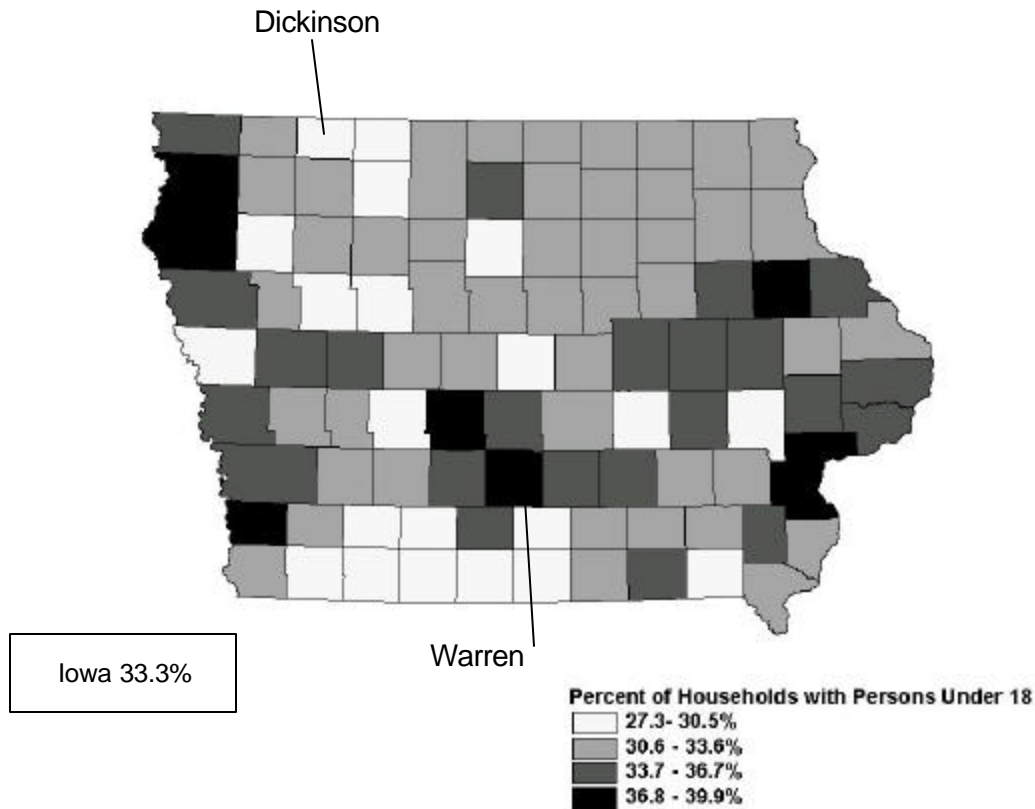 Dickinson
Warren
Iowa 33.3%
Percent of Households with Persons Under 18
27.3- 30.5%
30.6 - 33.6%
33.7 - 36.7%
36.8 - 39.9%